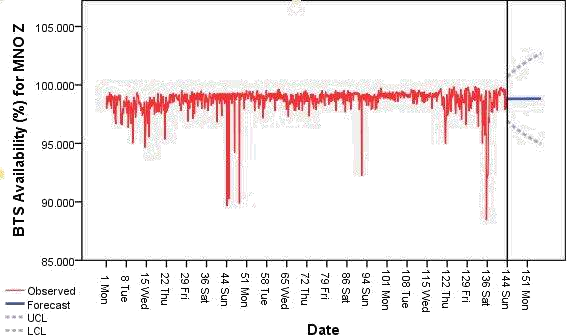 105.000
100.000
95.000
90.000
85.000
BTS Availability (%) for MNO Z
1 Mon
8 Tue
15 Wed
22 Thu
29 Fri
36 Sat
44 Sun
51 Mon
58 Tue
65 Wed
72 Thu
79 Fri
86 Sat
94 Sun
101 Mon
108 Tue
115 Wed
122 Thu
129 Fri
136 Sat
144 Sun
151 Mon
Date
Observed
Forecast
UCL
LCL